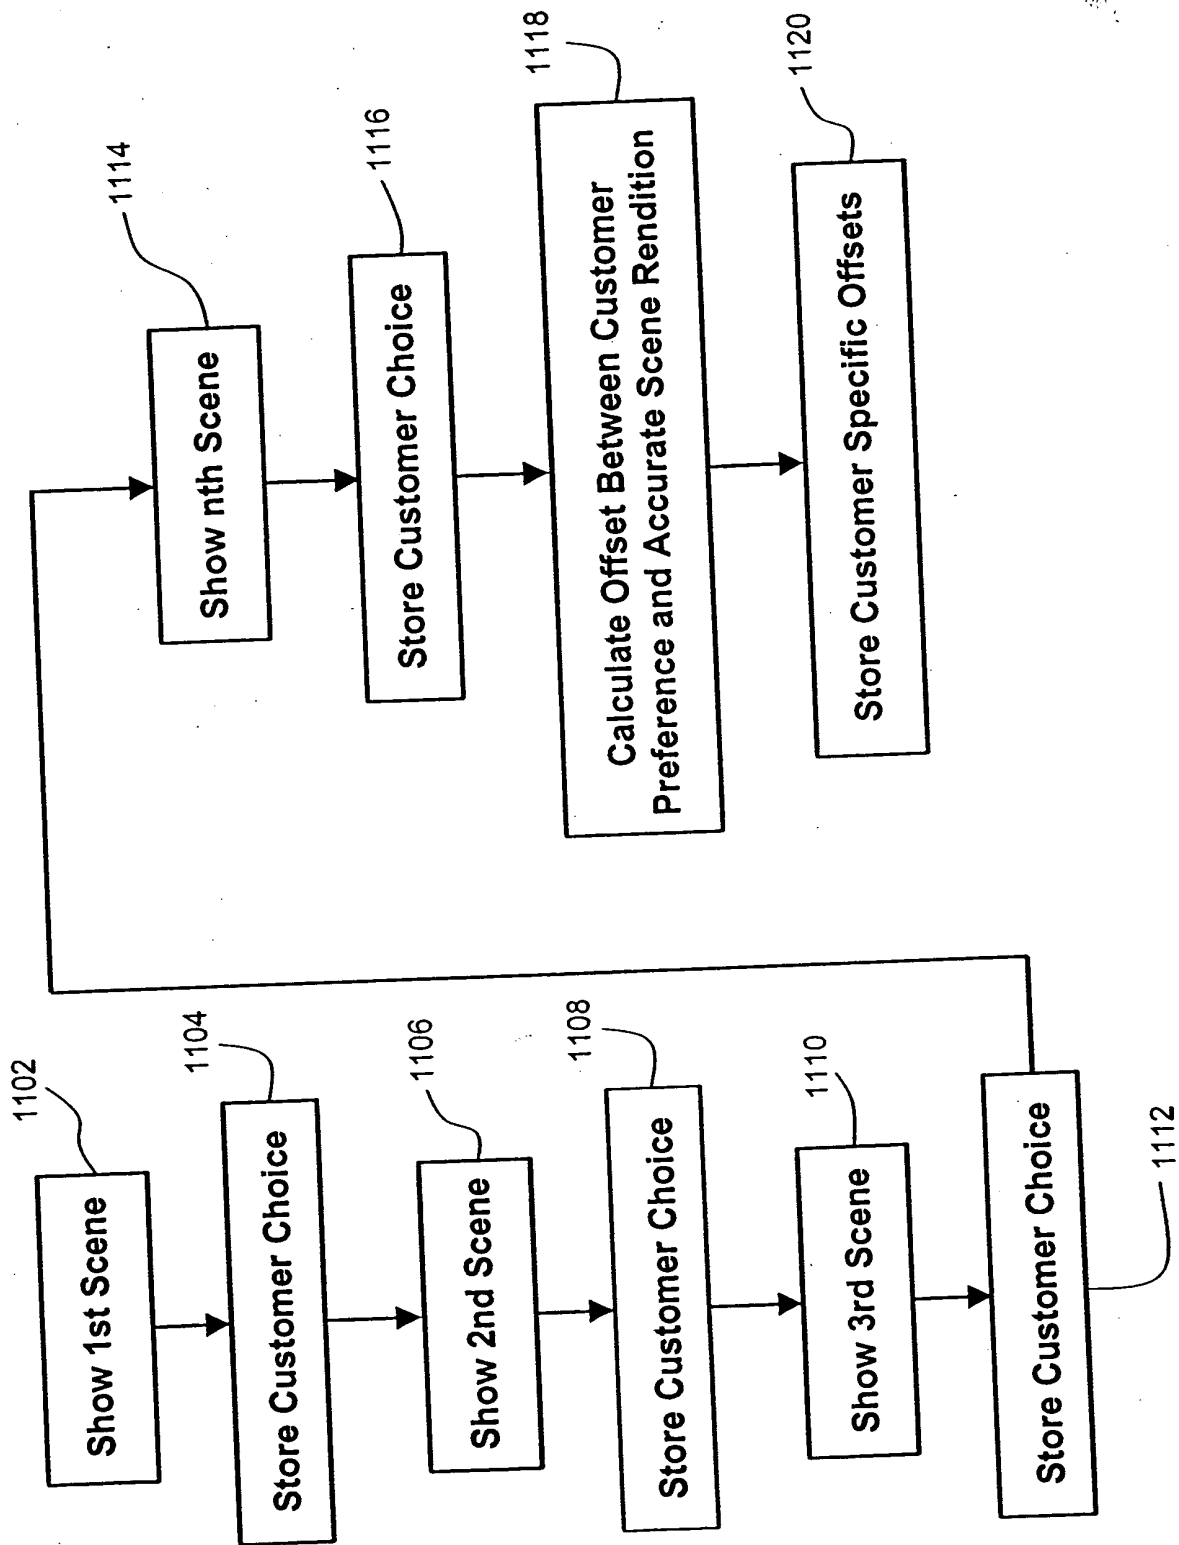 1102
Show 1st Scene
1104
Store Customer Choice
1106
Show 2nd Scene
1108
Store Customer Choice
1110
Show 3rd Scene
Store Customer Choice
1112
1114
Show nth Scene
1116
Store Customer Choice
1118
Calculate Offset Between Customer
Preference and Accurate Scene Rendition
1120
Store Customer Specific Offsets